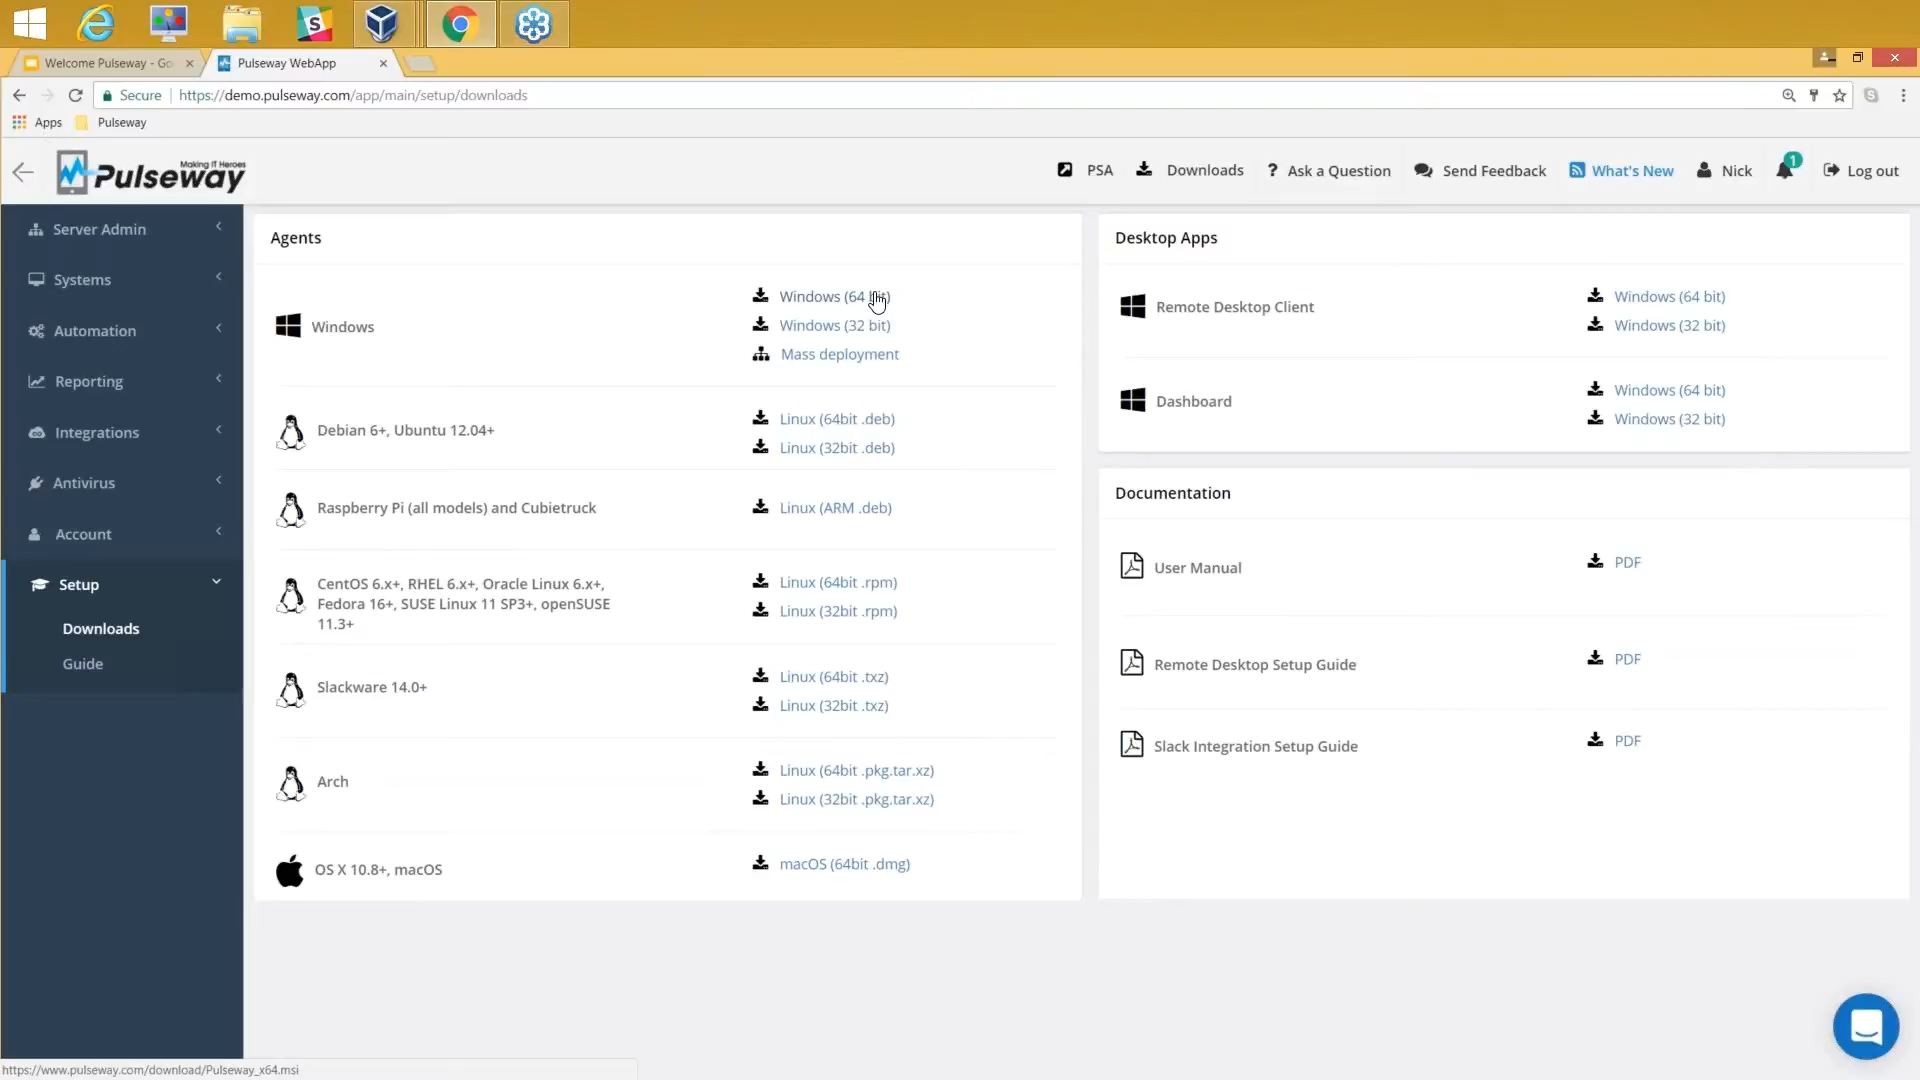 Welcome Pulseway - Go
Pulseway WebApp
Secure
https://demo.pulseway.com/app/main/setup/downloads
Apps
Pulseway
Making IT Heroes
Pulseway
PSA
Downloads
? Ask a Question
Send Feedback
What's New
Nick
1
Log out
Server Admin
Systems
Automation
Reporting
Integrations
Antivirus
Account
Setup
Downloads
Guide
Agents
Windows
Windows (64 bit)
Windows (32 bit)
Mass deployment
Debian 6+, Ubuntu 12.04+
Linux (64bit .deb)
Linux (32bit .deb)
Raspberry Pi (all models) and Cubietruck
Linux (ARM .deb)
CentOS 6.x+, RHEL 6.x+, Oracle Linux 6.x+,
Fedora 16+, SUSE Linux 11 SP3+, openSUSE
11.3+
Linux (64bit .rpm)
Linux (32bit .rpm)
Slackware 14.0+
Linux (64bit .txz)
Linux (32bit .txz)
Arch
Linux (64bit .pkg.tar.xz)
Linux (32bit .pkg.tar.xz)
OS X 10.8+, macOS
macOS (64bit .dmg)
Desktop Apps
Remote Desktop Client
Windows (64 bit)
Windows (32 bit)
Dashboard
Windows (64 bit)
Windows (32 bit)
Documentation
User Manual
PDF
Remote Desktop Setup Guide
PDF
Slack Integration Setup Guide
PDF
https://www.pulseway.com/download/Pulseway_x64.msi